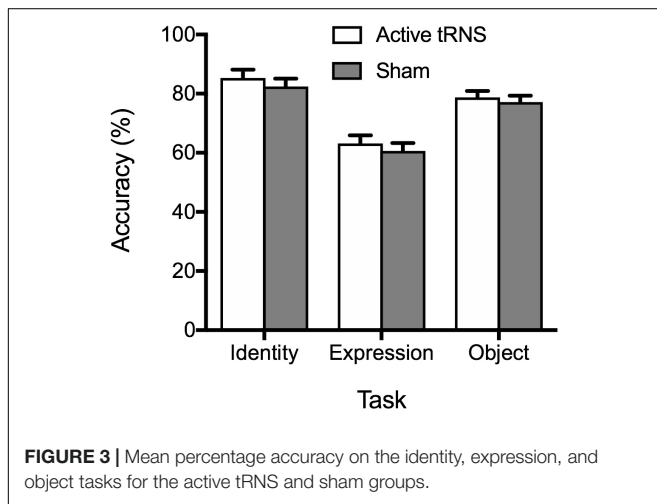 100
80
60
40
20
0
Accuracy (%)
Active tRNS
Sham
Identity Expression Object
Task
FIGURE 3 | Mean percentage accuracy on the identity, expression, and
object tasks for the active tRNS and sham groups.